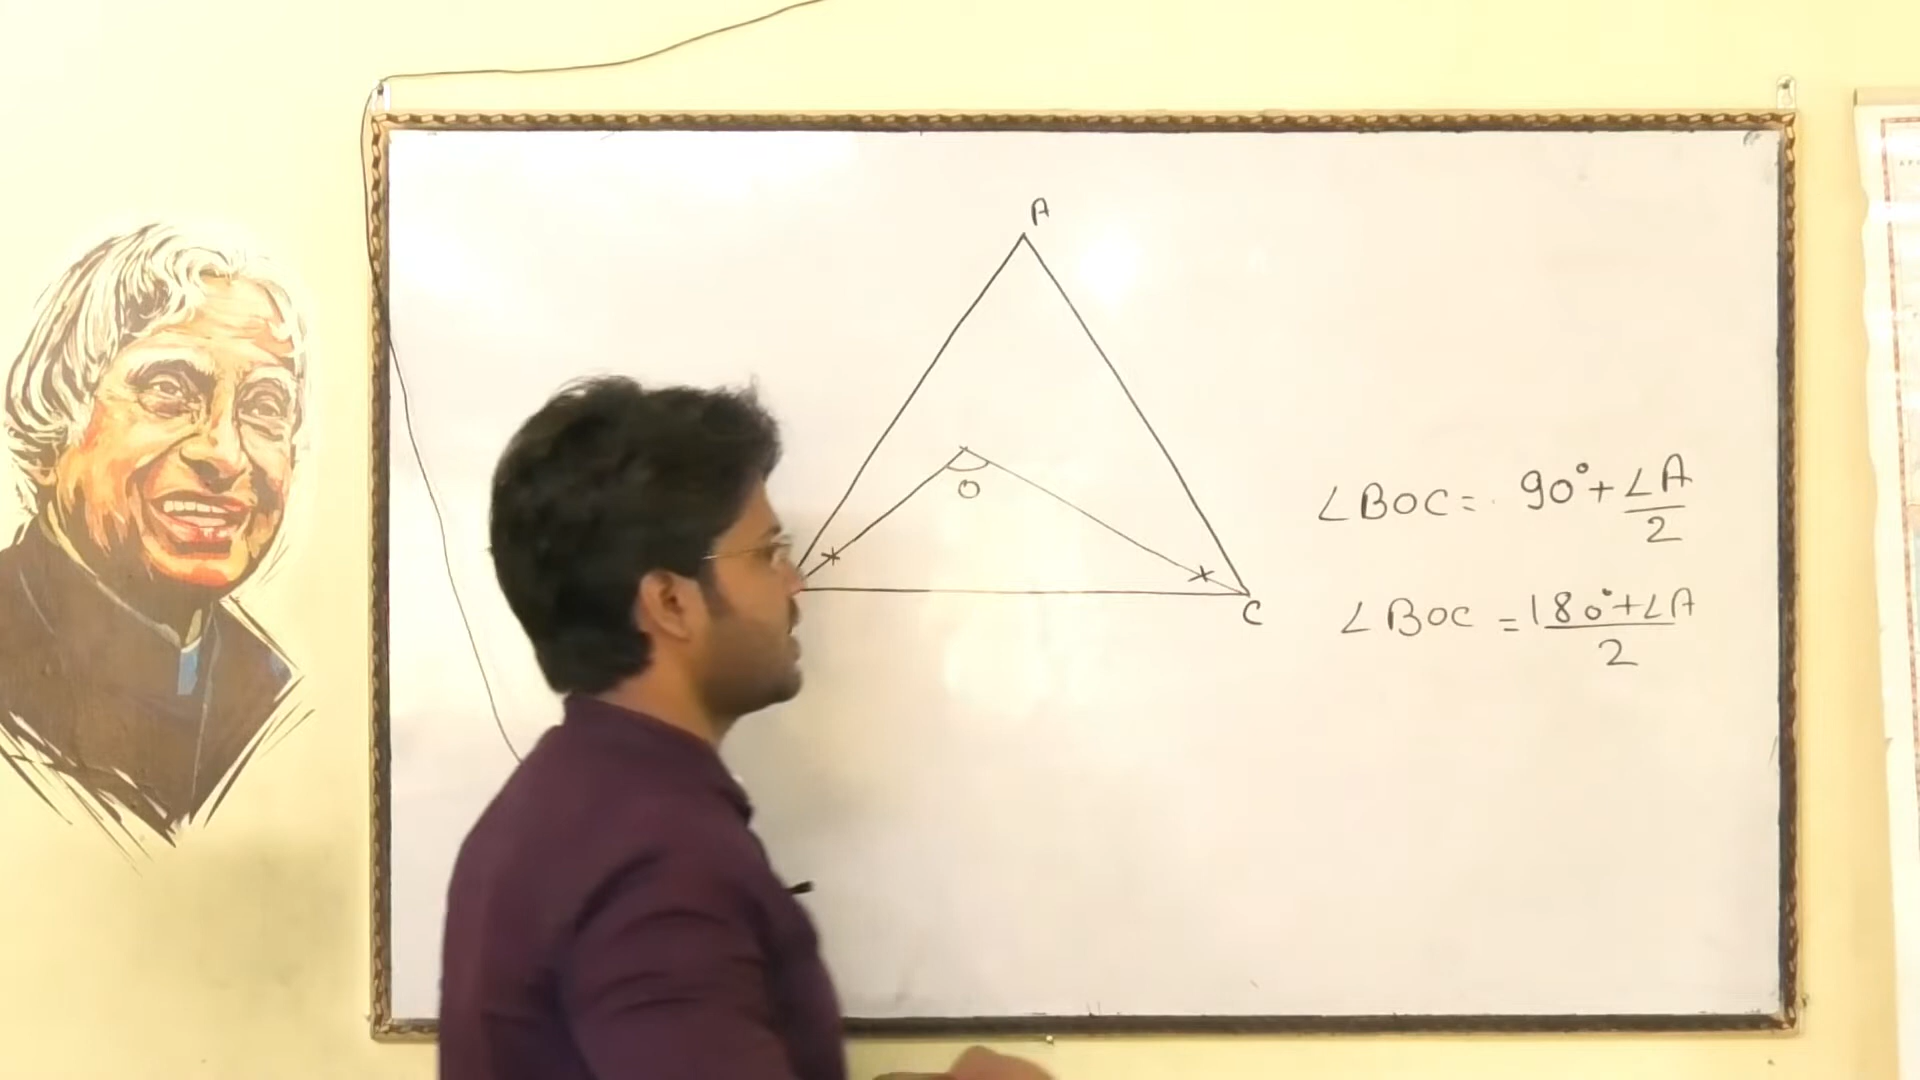 A
O
C
∠BOC = 90° + ∠A/2
∠BOC = 180° + ∠A/2